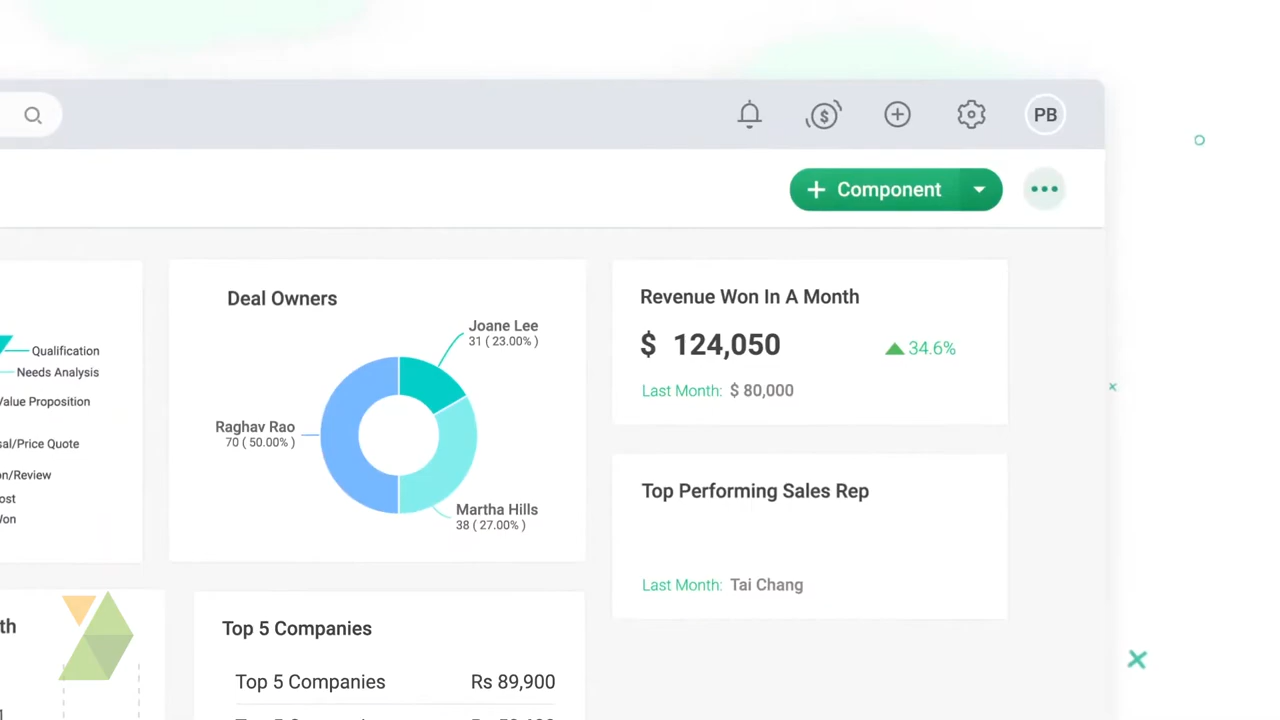 PB
+ Component
Qualification
Needs Analysis
Value Proposition
sal/Price Quote
on/Review
ost
Won
Deal Owners
Joane Lee
31 ( 23.00% )
Raghav Rao
70 ( 50.00% )
Martha Hills
38 ( 27.00% )
Revenue Won In A Month
$ 124,050
34.6%
Last Month: $ 80,000
Top Performing Sales Rep
Last Month: Tai Chang
th
Top 5 Companies
Top 5 Companies Rs 89,900